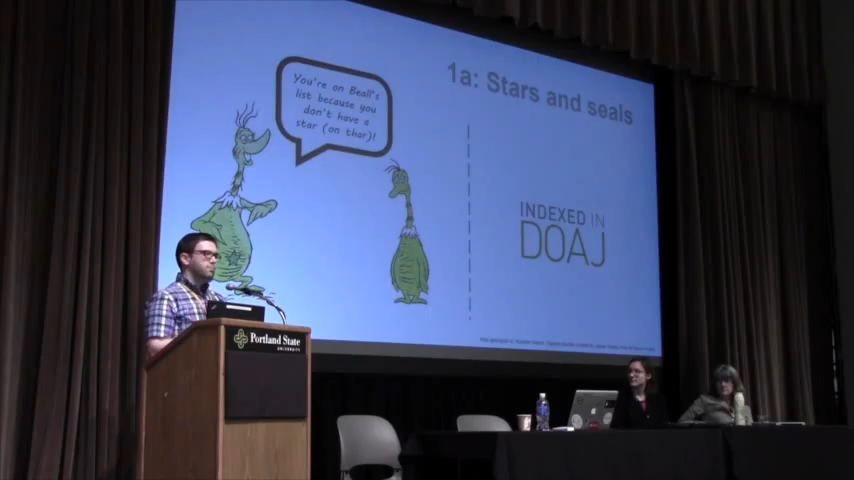 1a: Stars and seals
You're on Beall's
list because you
don't have a
star (on thar)!
INDEXED IN
DOAJ
Portland State
UNIVERSITY